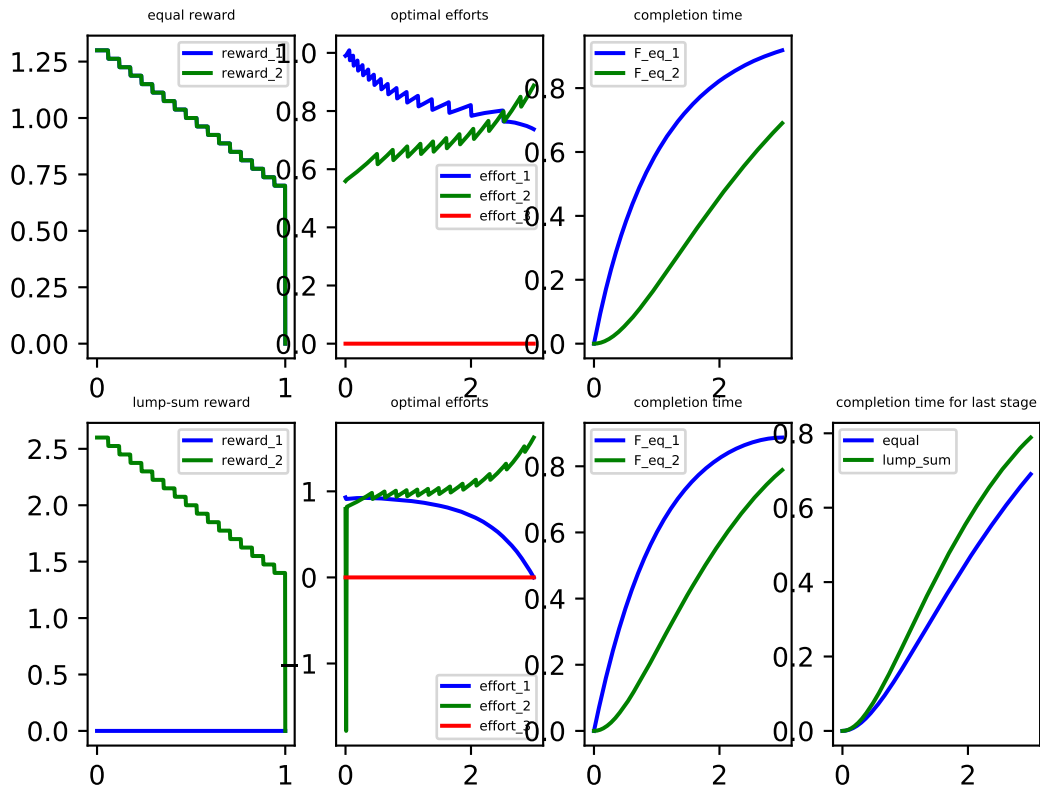 equal reward
optimal efforts
completion time
reward_1
reward_2
1.25
1.00
0.75
0.50
0.25
0.00
0
1
effort_1
effort_2
effort_3
1.0
0.8
0.6
0.4
0.2
0.0
0
2
F_eq_1
F_eq_2
0.8
0.6
0.4
0.2
0.0
0
2
lump-sum reward
optimal efforts
completion time
completion time for last stage
reward_1
reward_2
2.5
2.0
1.5
1.0
0.5
0.0
0
1
1
0
−1
effort_1
effort_2
effort_3
0
2
F_eq_1
F_eq_2
0.8
0.6
0.4
0.2
0.0
0
2
equal
lump_sum
0.8
0.6
0.4
0.2
0.0
0
2